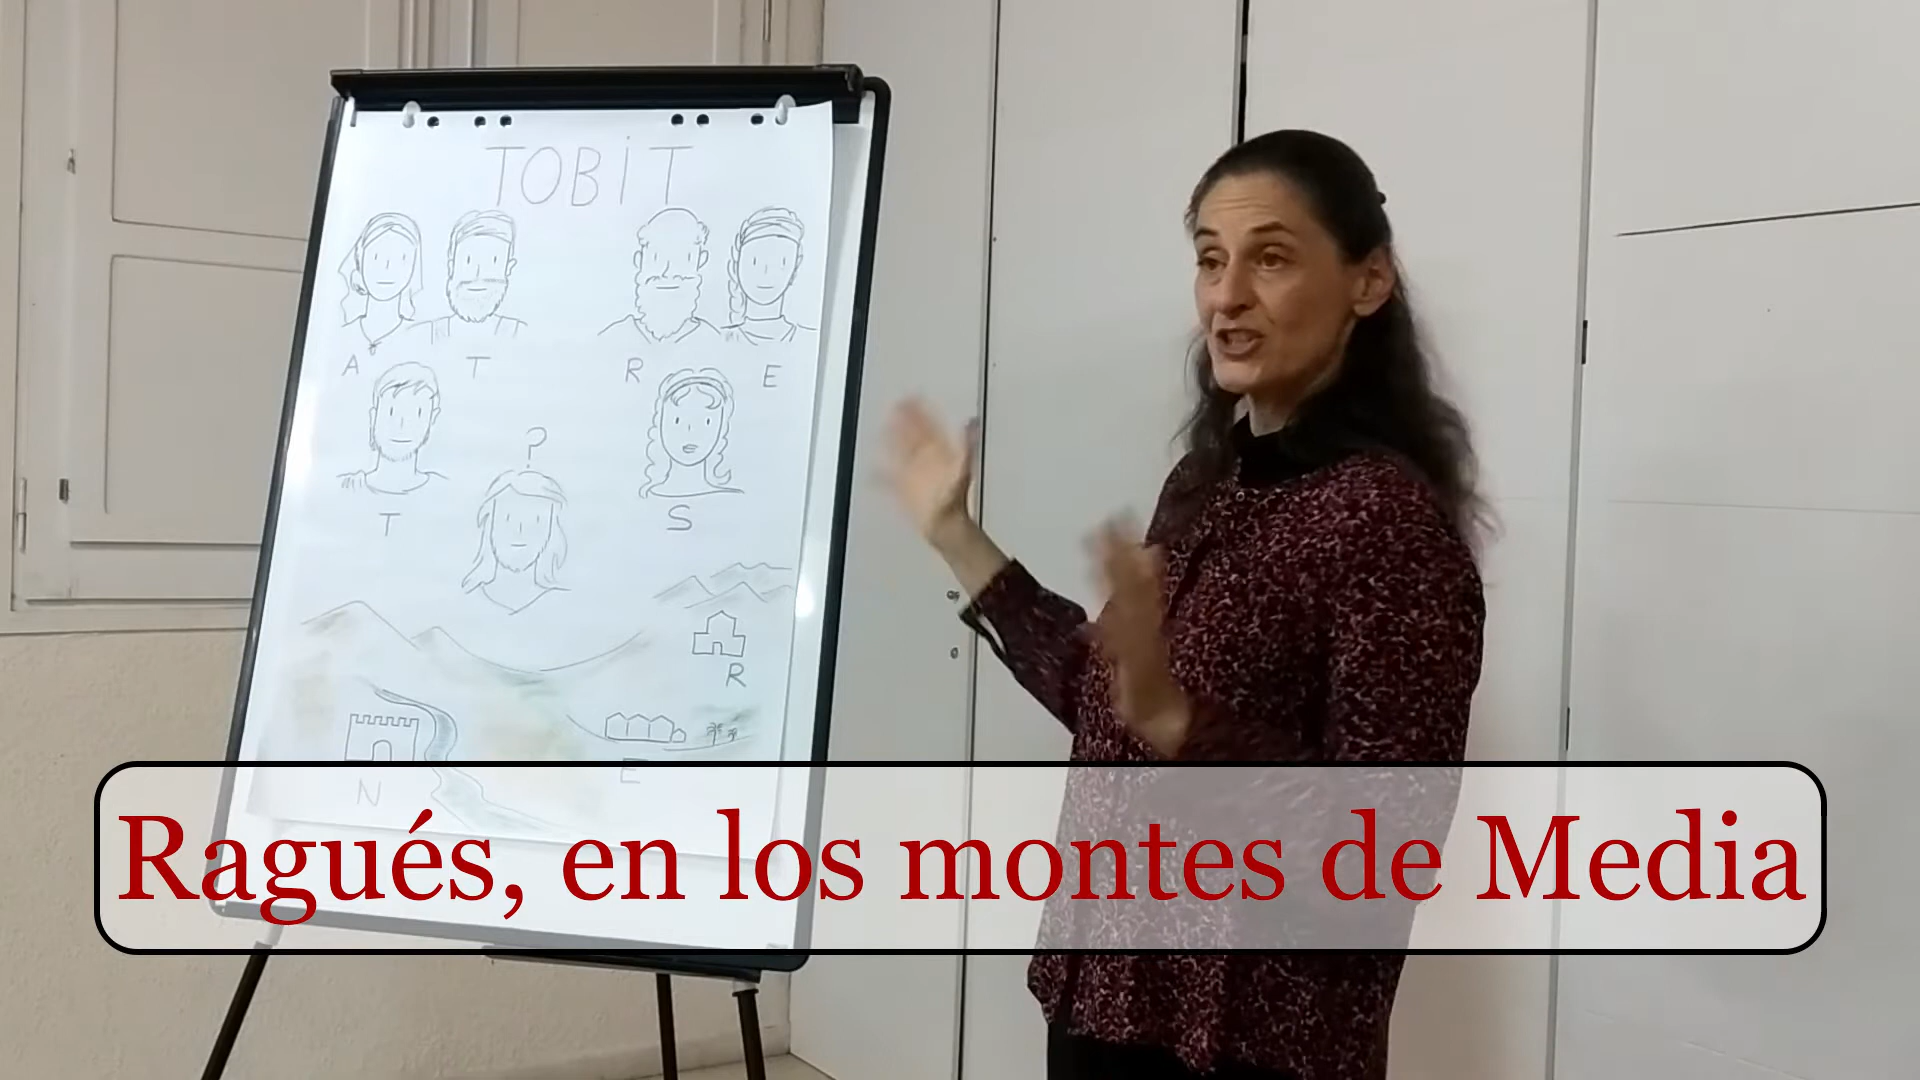 TOBiT
A T R E
T ? S
R
N E
Ragués, en los montes de Media